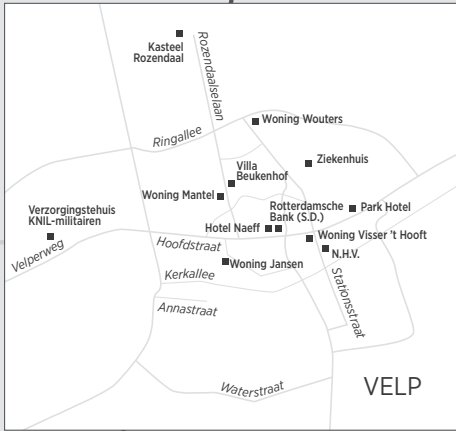 Kasteel
Rozendaal
Rozendaalselaan
Woning Wouters
Ringallee
Ziekenhuis
Villa
Beukenhof
Woning Mantel
Verzorgingstehuis
KNIL-militairen
Rotterdamsche
Bank (S.D.)
Park Hotel
Hotel Naeff
Woning Visser 't Hooft
Velperweg
Hoofdstraat
N.H.V.
Woning Jansen
Kerkallee
Stationsstraat
Annastraat
Waterstraat
VELP